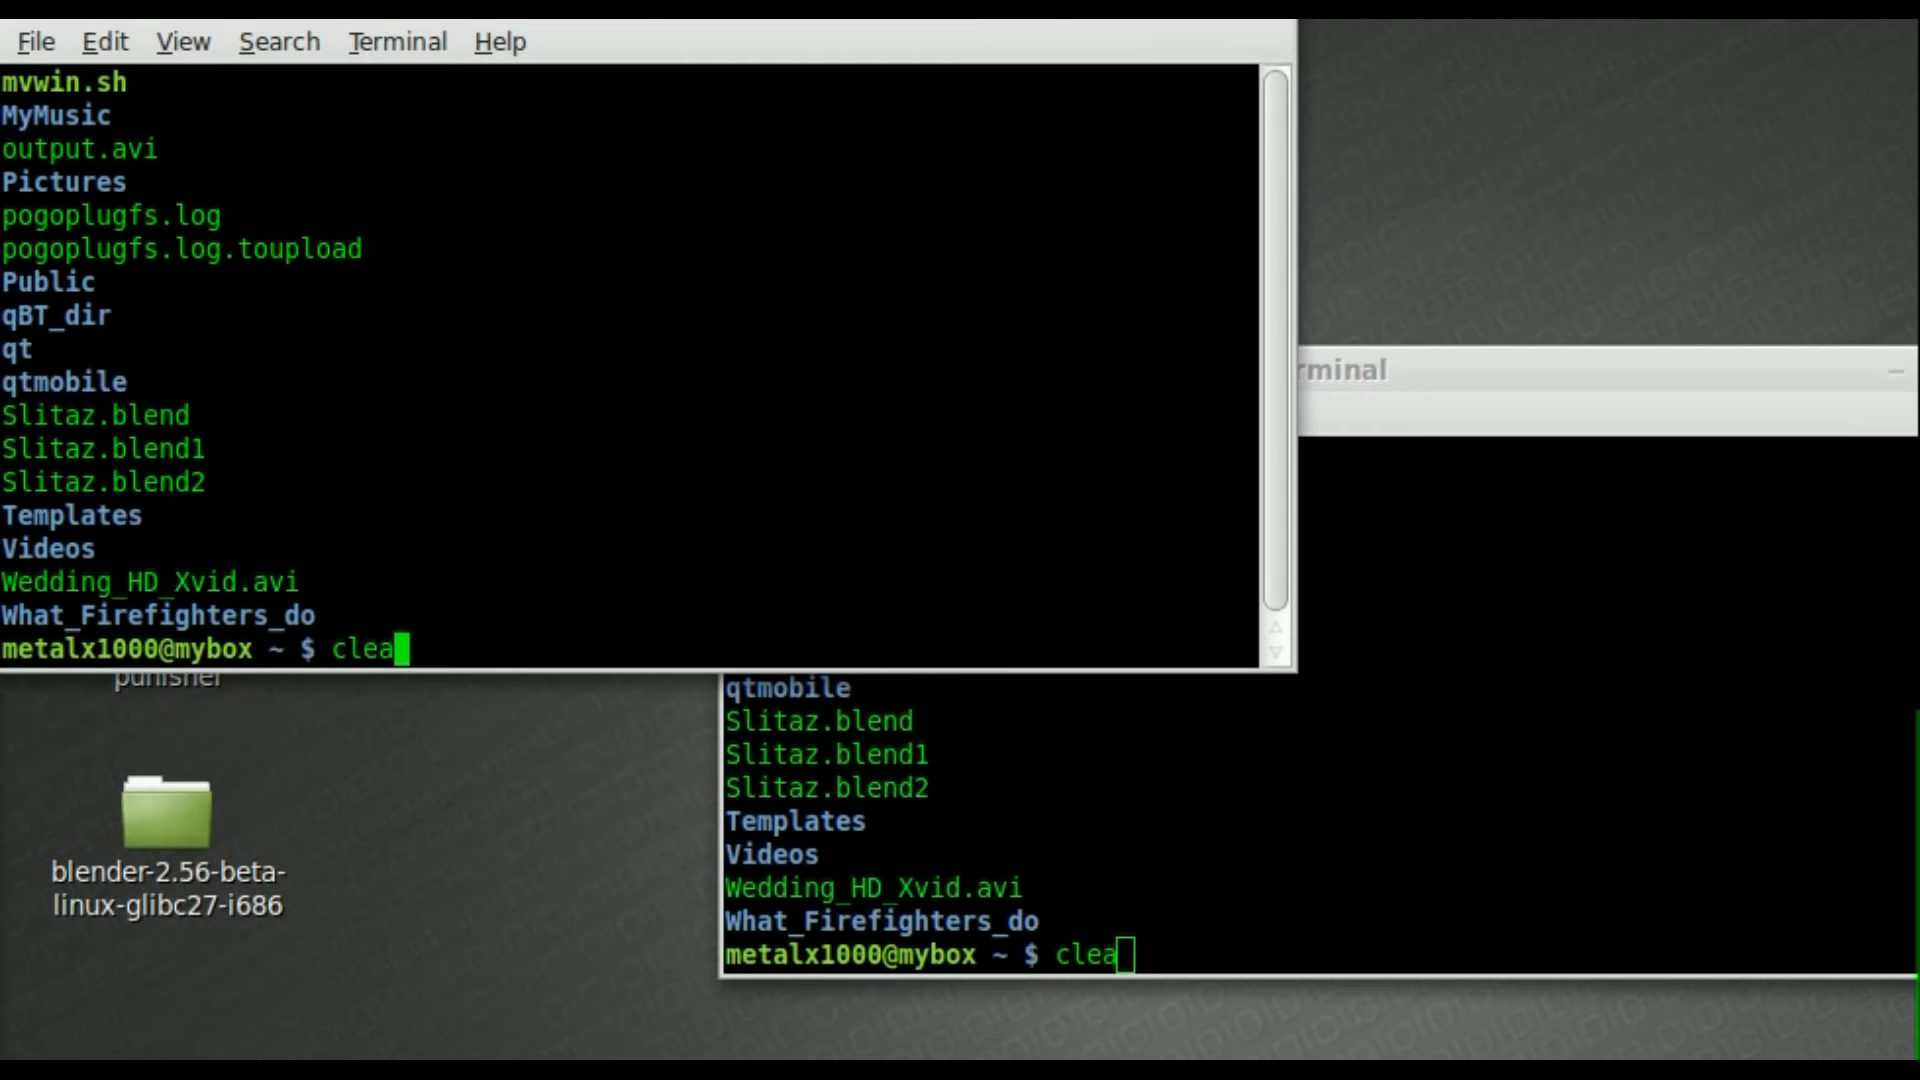 File Edit View Search Terminal Help
mvwin.sh
MyMusic
output.avi
Pictures
pogoplugfs.log
pogoplugfs.log.toupload
Public
qBT_dir
qt
qtmobile
Slitaz.blend
Slitaz.blend1
Slitaz.blend2
Templates
Videos
Wedding_HD_Xvid.avi
What_Firefighters_do
metalx1000@mybox ~ $ clea
rminal
punisher
blender-2.56-beta-
linux-glibc27-i686
qtmobile
Slitaz.blend
Slitaz.blend1
Slitaz.blend2
Templates
Videos
Wedding_HD_Xvid.avi
What_Firefighters_do
metalx1000@mybox ~ $ clea